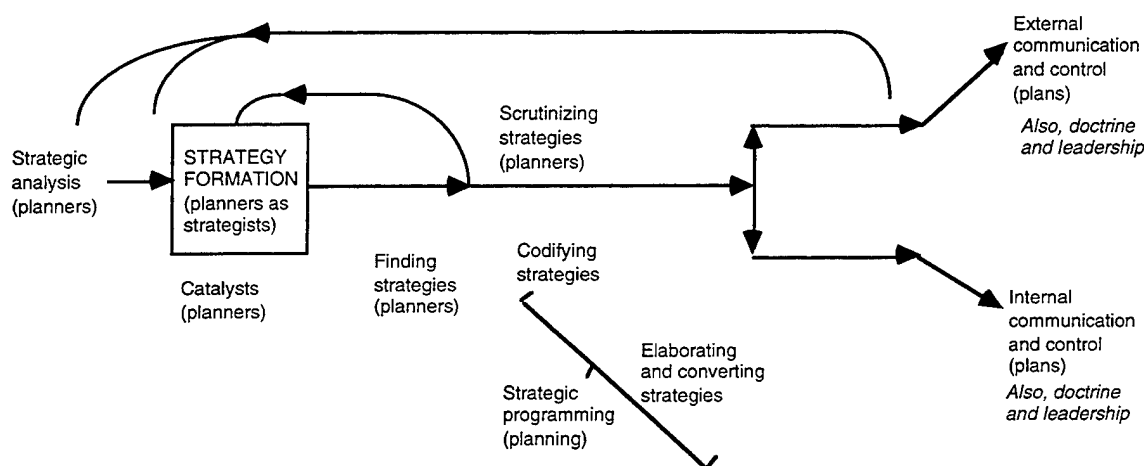 External
communication
and control
(plans)
Also, doctrine
and leadership
Scrutinizing
strategies
(planners)
Strategic
analysis
(planners)
STRATEGY
FORMATION
(planners as
strategists)
Catalysts
(planners)
Finding
strategies
(planners)
Codifying
strategies
Elaborating
and converting
strategies
Strategic
programming
(planning)
Internal
communication
and control
(plans)
Also, doctrine
and leadership